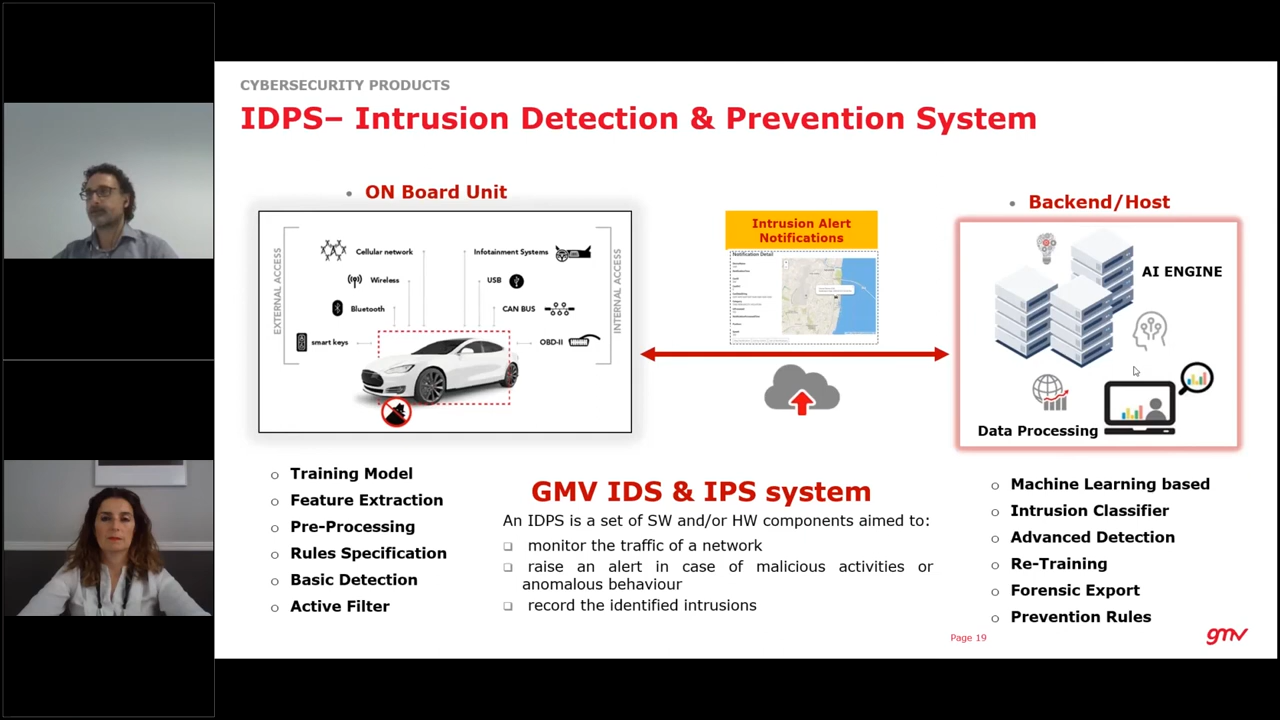 CYBERSECURITY PRODUCTS
IDPS– Intrusion Detection & Prevention System
• ON Board Unit
EXTERNAL ACCESS
Cellular network
Wireless
Bluetooth
smart keys
Infotainment Systems
USB
CAN BUS
OBD-II
INTERNAL ACCESS
Intrusion Alert
Notifications
Notification Detail
• Backend/Host
AI ENGINE
Data Processing
o Training Model
o Feature Extraction
o Pre-Processing
o Rules Specification
o Basic Detection
o Active Filter
GMV IDS & IPS system
An IDPS is a set of SW and/or HW components aimed to:
❑ monitor the traffic of a network
❑ raise an alert in case of malicious activities or
anomalous behaviour
❑ record the identified intrusions
o Machine Learning based
o Intrusion Classifier
o Advanced Detection
o Re-Training
o Forensic Export
o Prevention Rules
Page 19
gmv